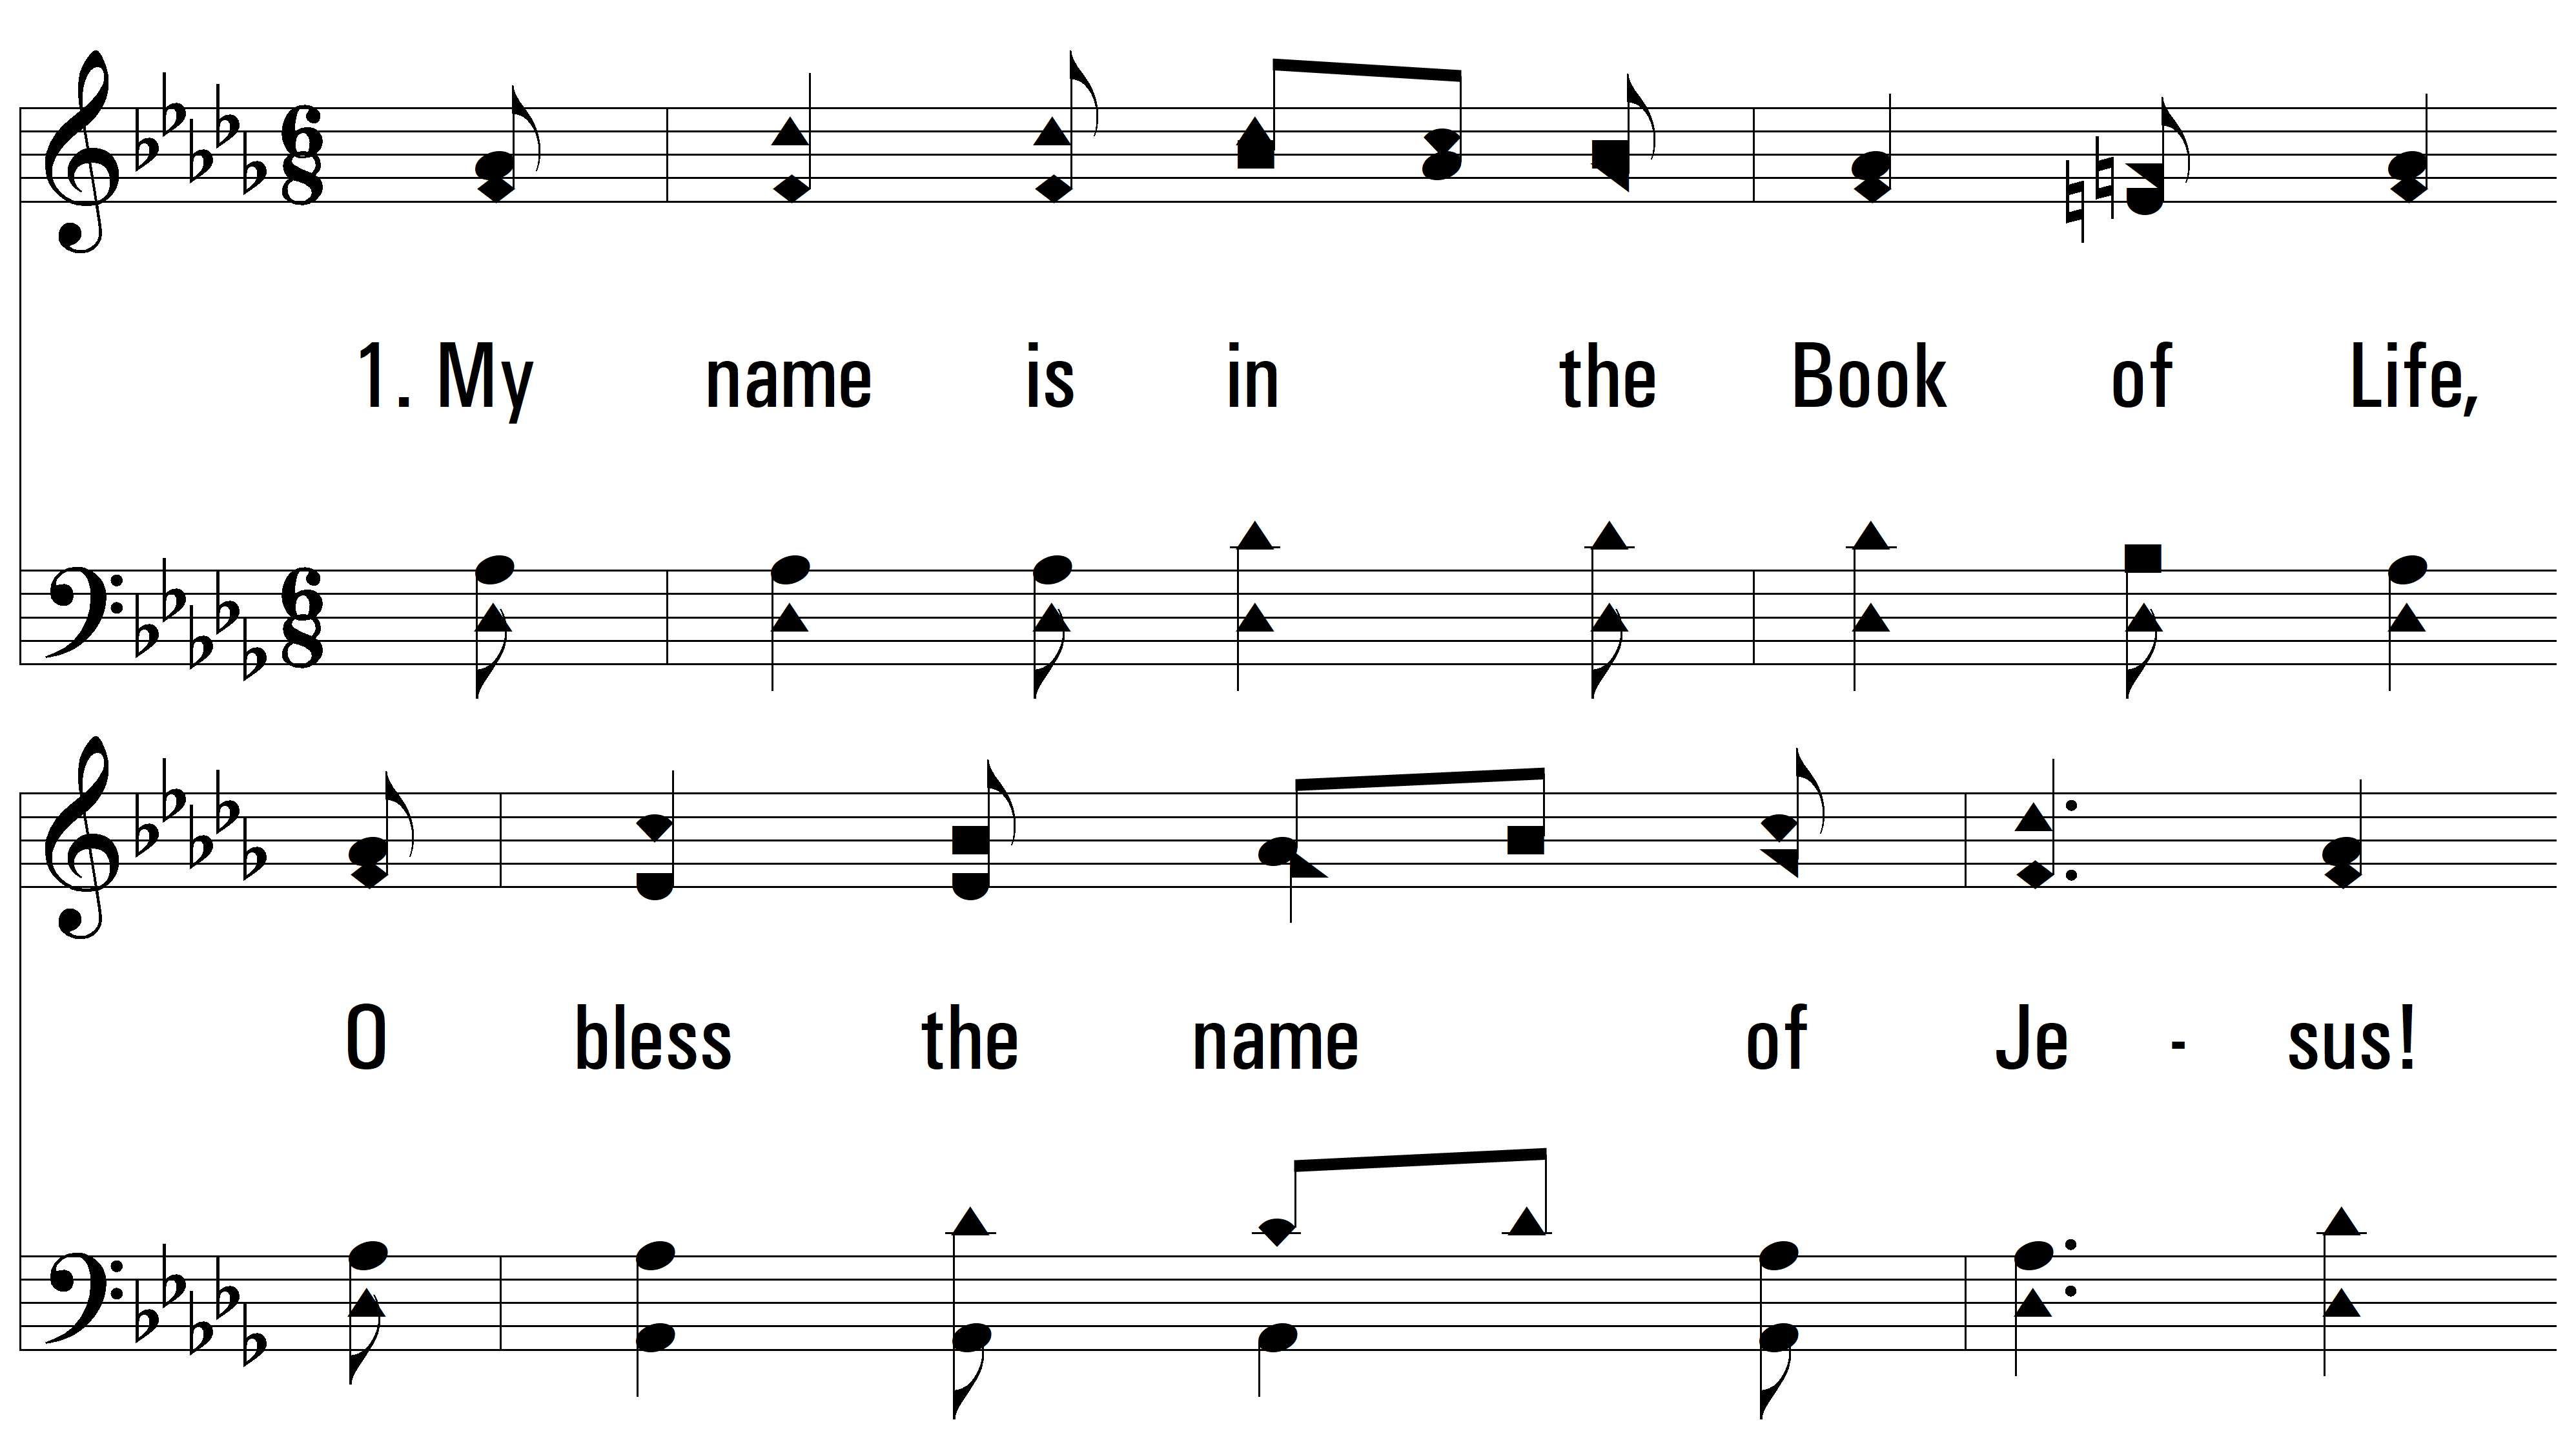 1. My name is in the Book of Life,
O bless the name of Je - sus!